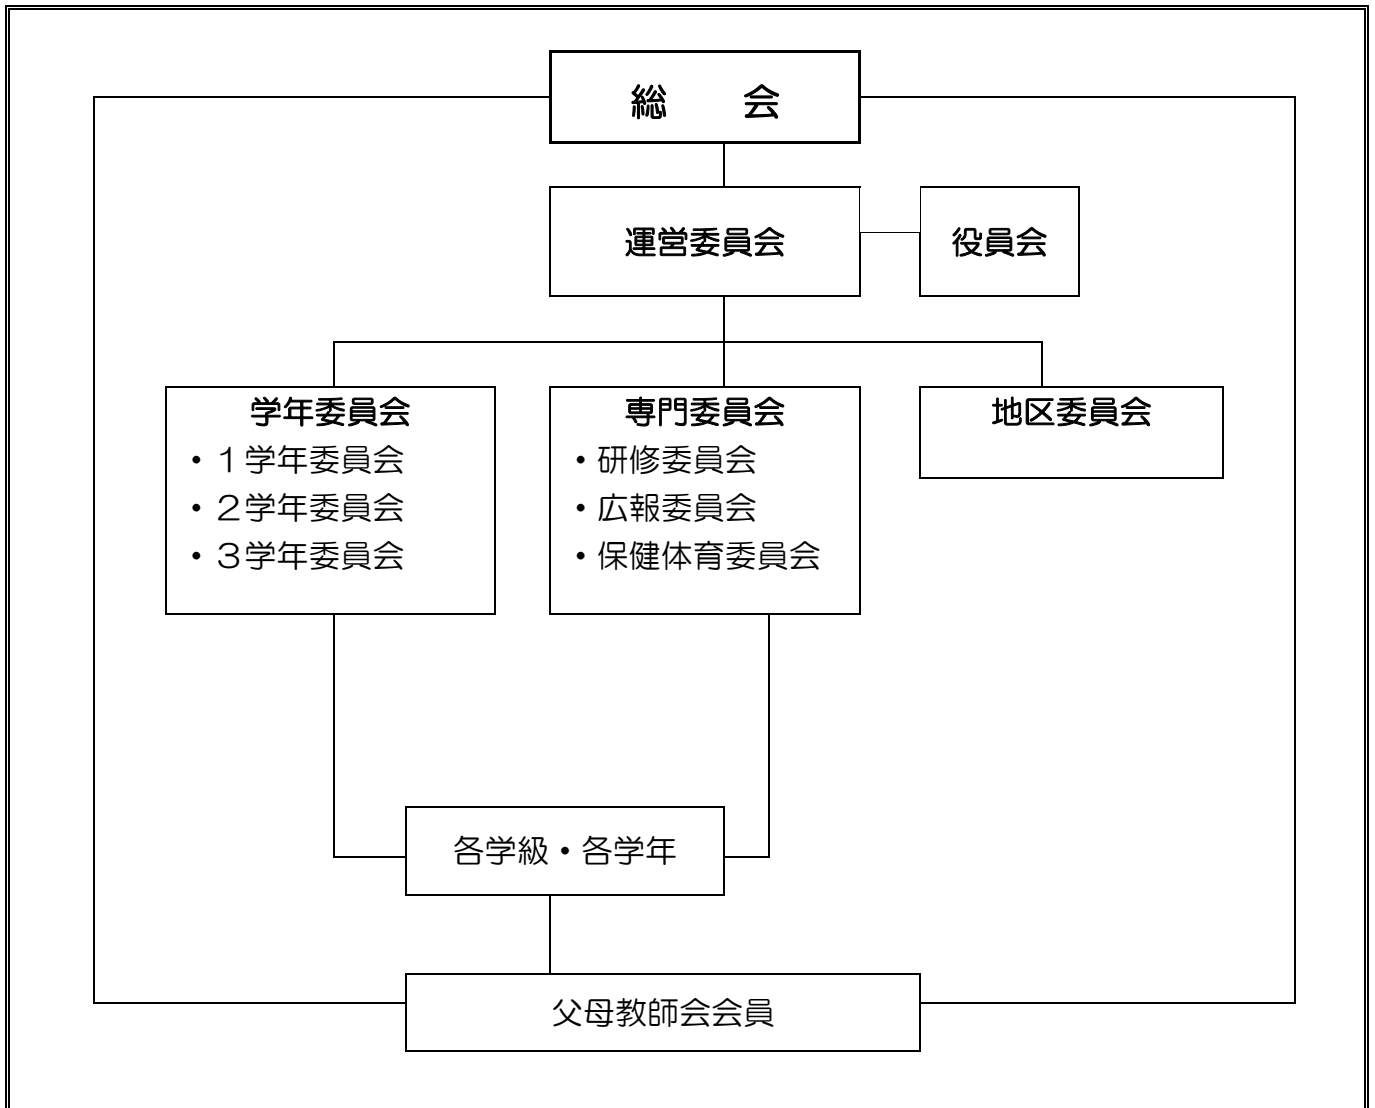 総　　会
運営委員会
役員会
学年委員会
・１学年委員会
・２学年委員会
・３学年委員会
専門委員会
・研修委員会
・広報委員会
・保健体育委員会
地区委員会
各学級・各学年
父母教師会会員